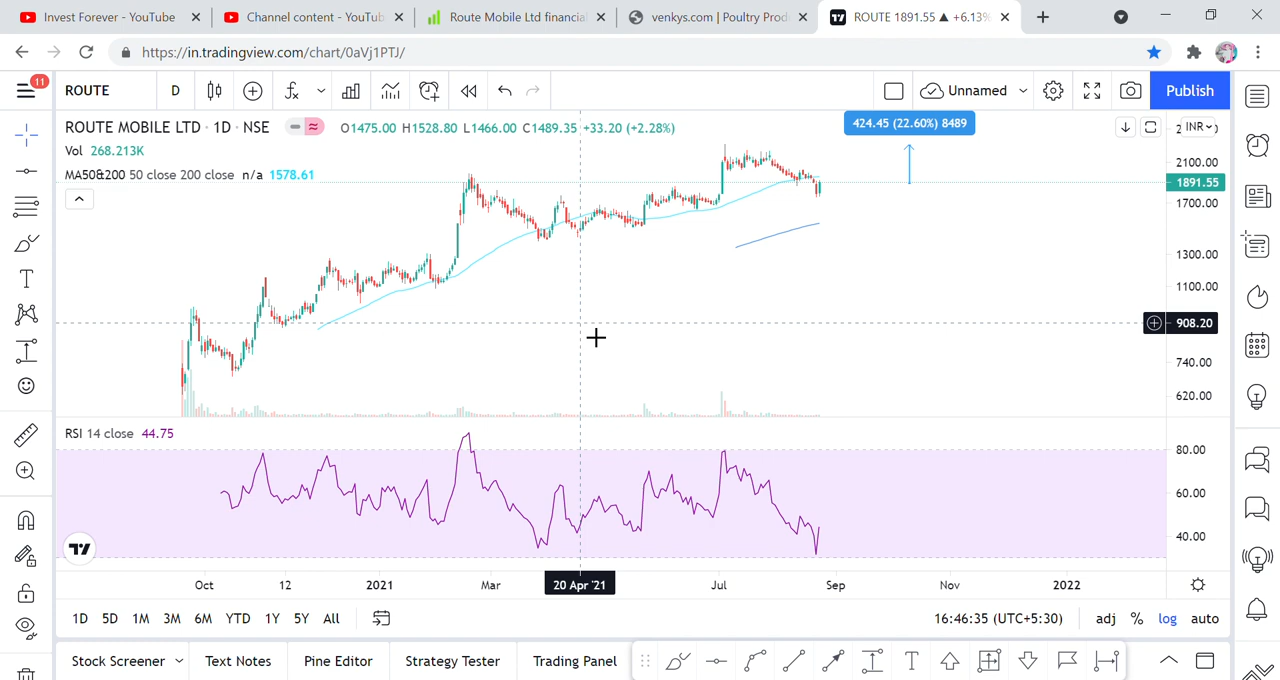 Invest Forever - YouTube
Channel content - YouTub
Route Mobile Ltd financia
venkys.com | Poultry Prod
ROUTE 1891.55 ▲ +6.13%
https://in.tradingview.com/chart/0aVj1PTJ/
11
ROUTE
D
Unnamed
Publish
ROUTE MOBILE LTD · 1D · NSE
O1475.00 H1528.80 L1466.00 C1489.35 +33.20 (+2.28%)
424.45 (22.60%) 8489
INR
Vol 268.213K
MA50&200 50 close 200 close n/a 1578.61
2100.00
1891.55
1700.00
1300.00
1100.00
908.20
740.00
620.00
RSI 14 close 44.75
80.00
60.00
40.00
Oct 12 2021 Mar 20 Apr '21 Jul Sep Nov 2022
1D 5D 1M 3M 6M YTD 1Y 5Y All
16:46:35 (UTC+5:30) adj % log auto
Stock Screener Text Notes Pine Editor Strategy Tester Trading Panel